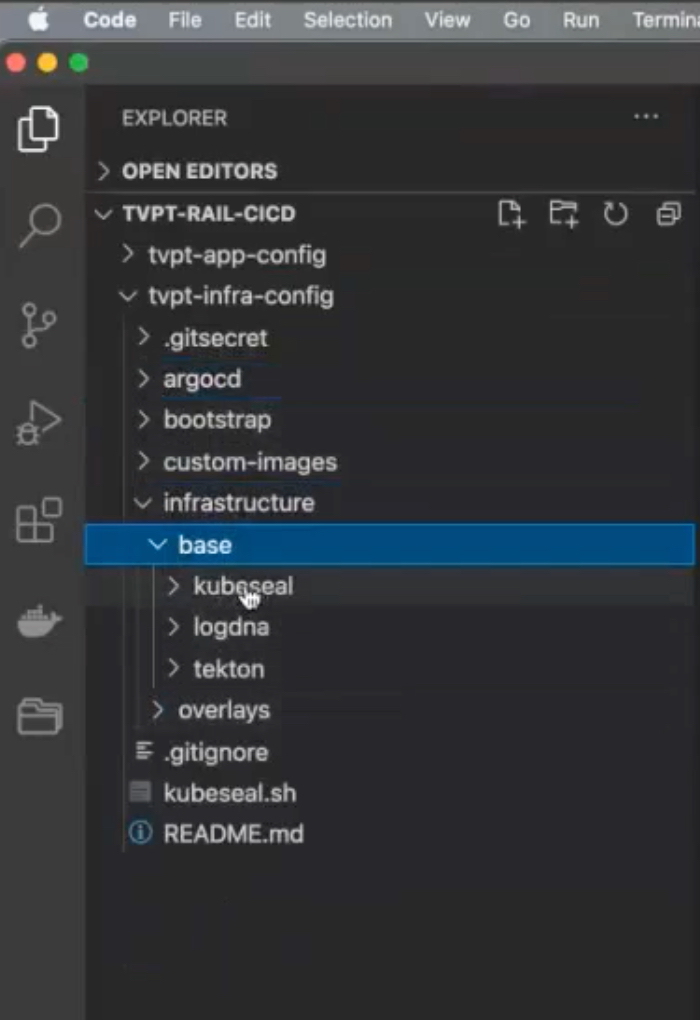 Code File Edit Selection View Go Run
EXPLORER
OPEN EDITORS
TVPT-RAIL-CICD
tvpt-app-config
tvpt-infra-config
.gitsecret
argocd
bootstrap
custom-images
infrastructure
base
kubeseal
logdna
tekton
overlays
.gitignore
kubeseal.sh
README.md